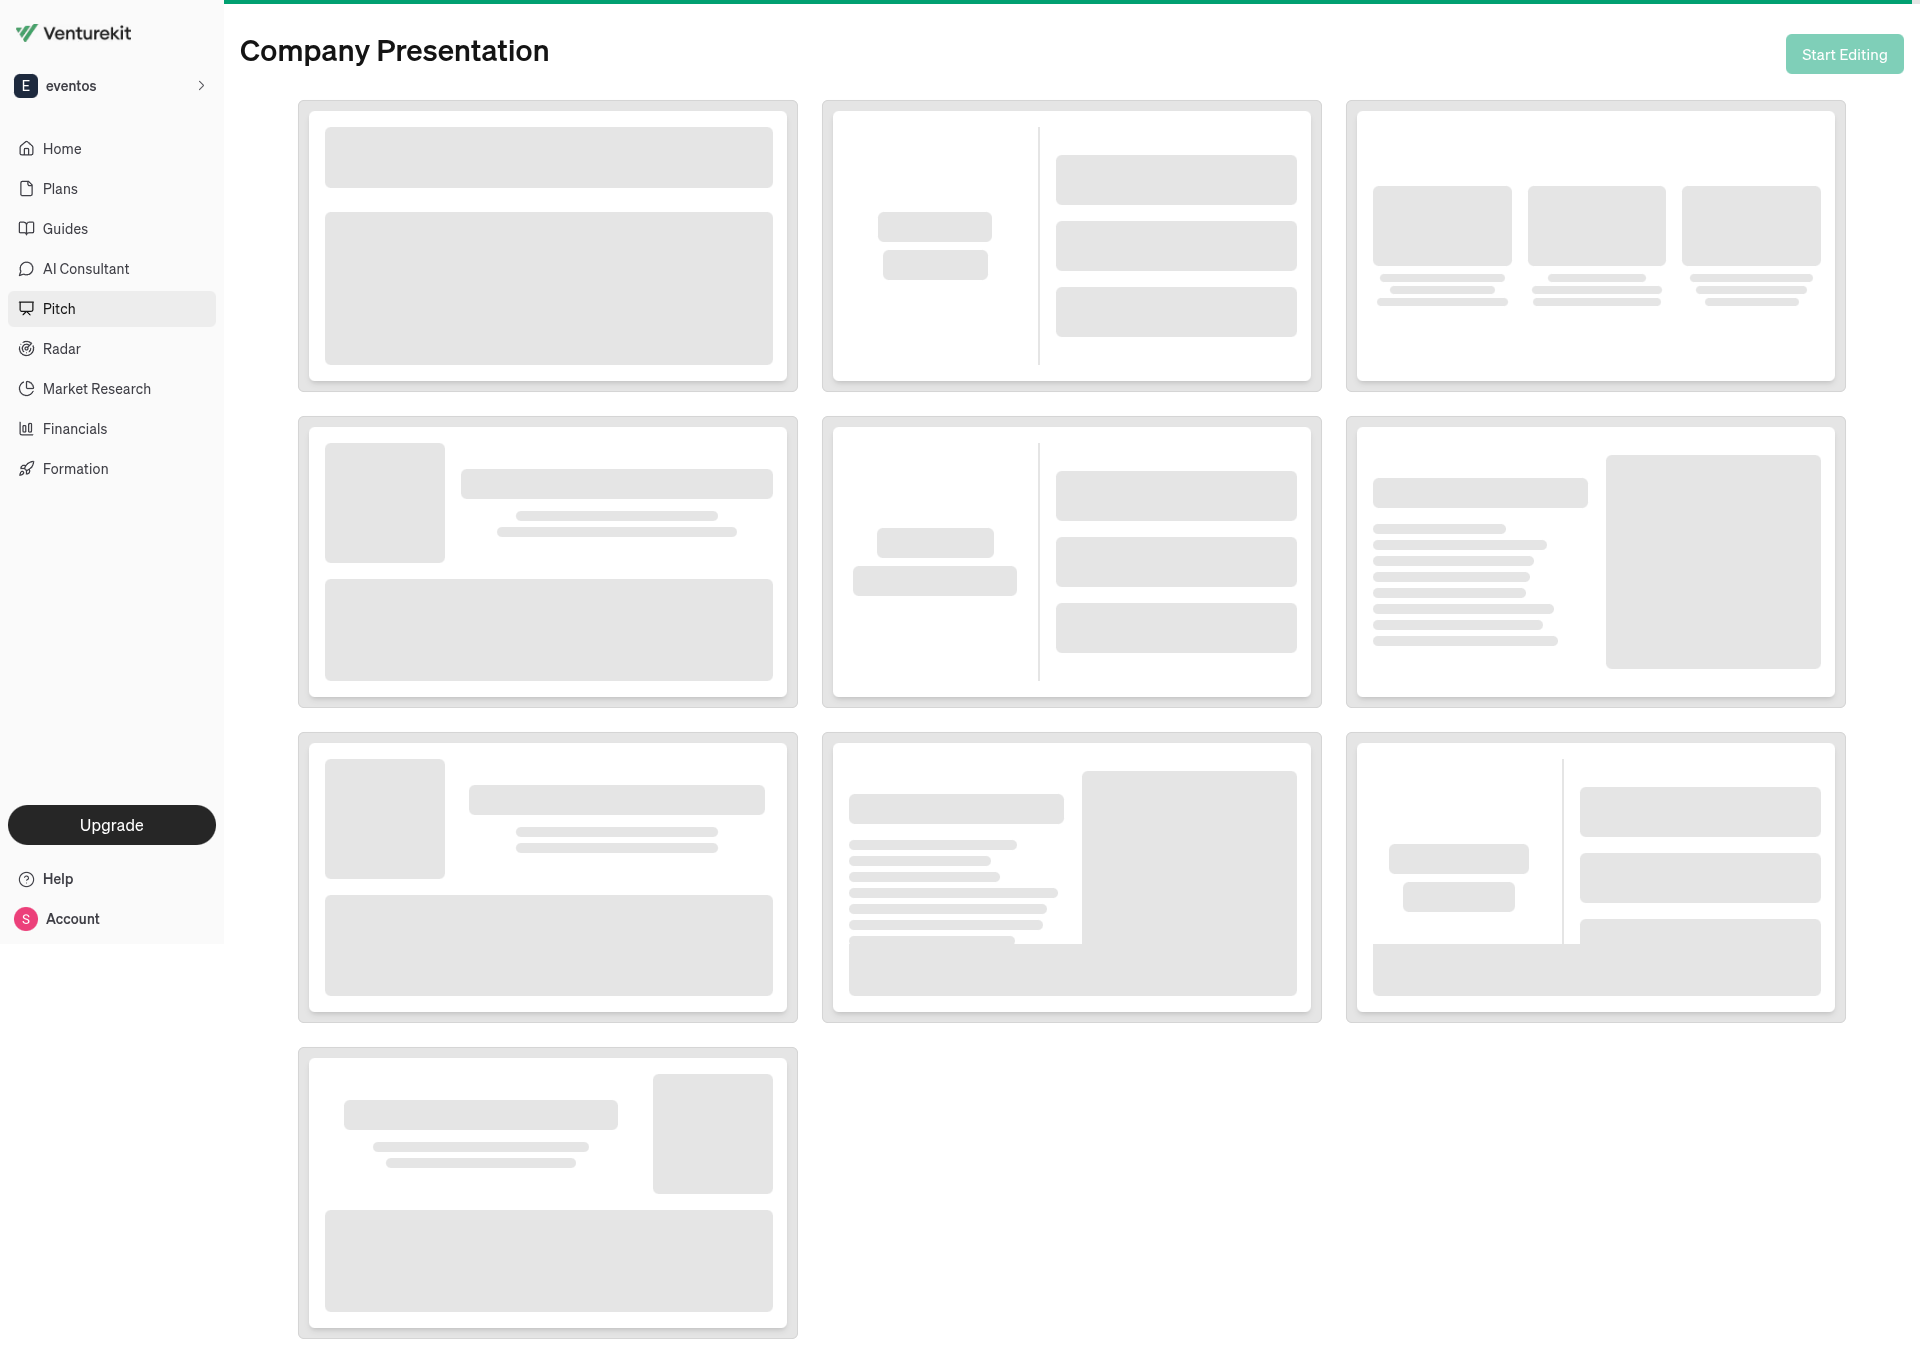 Venturekit
E eventos
Home
Plans
Guides
AI Consultant
Pitch
Radar
Market Research
Financials
Formation
Upgrade
Help
S Account
Company Presentation
Start Editing